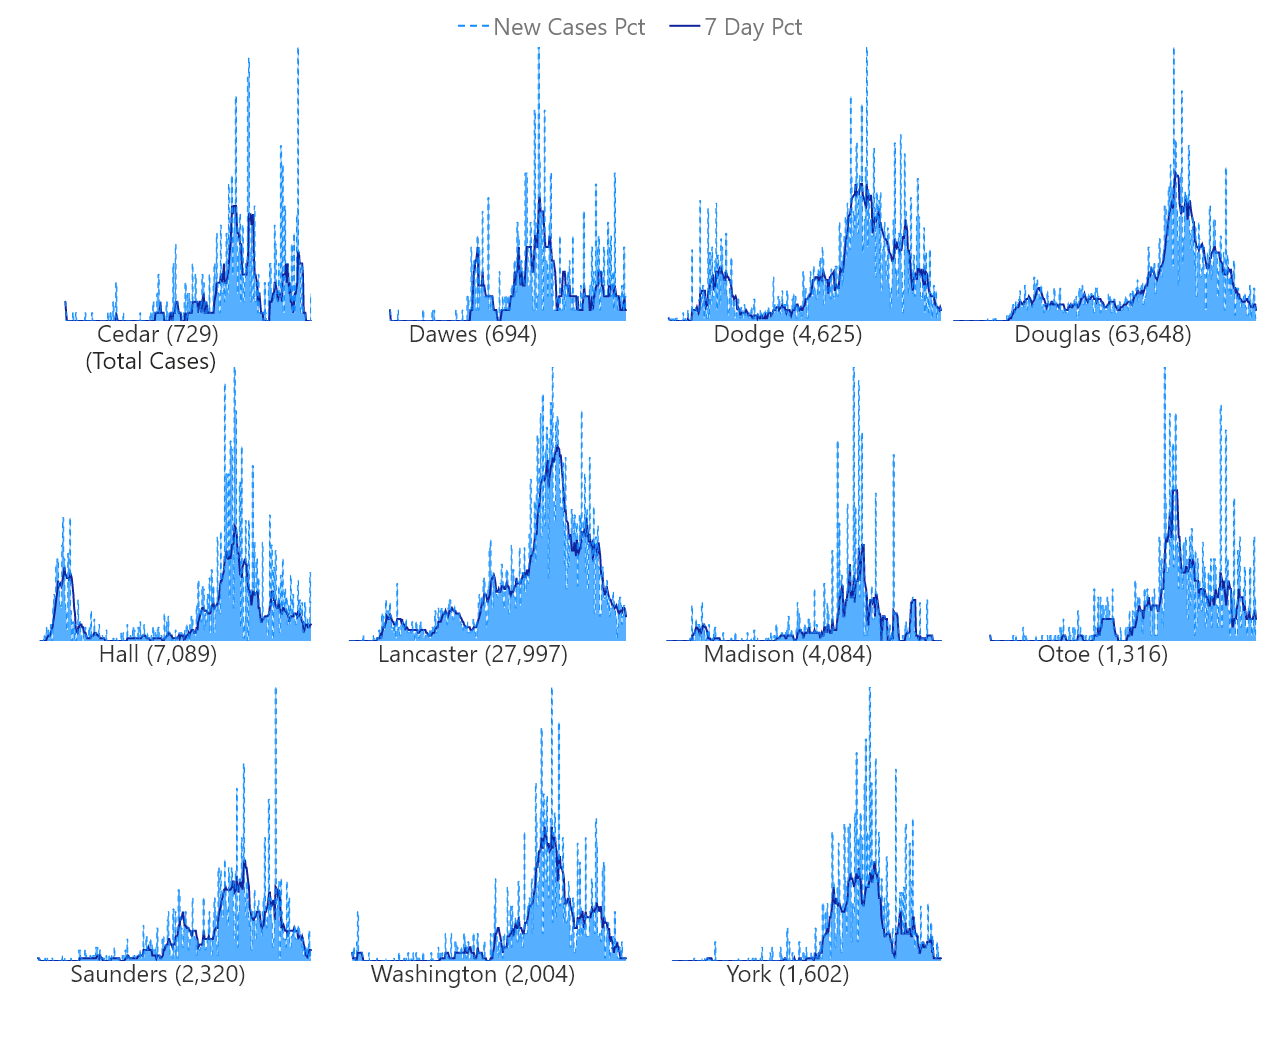 New Cases Pct 7 Day Pct
Cedar (729) Dawes (694) Dodge (4,625) Douglas (63,648)
(Total Cases)
Hall (7,089) Lancaster (27,997) Madison (4,084) Otoe (1,316)
Saunders (2,320) Washington (2,004) York (1,602)